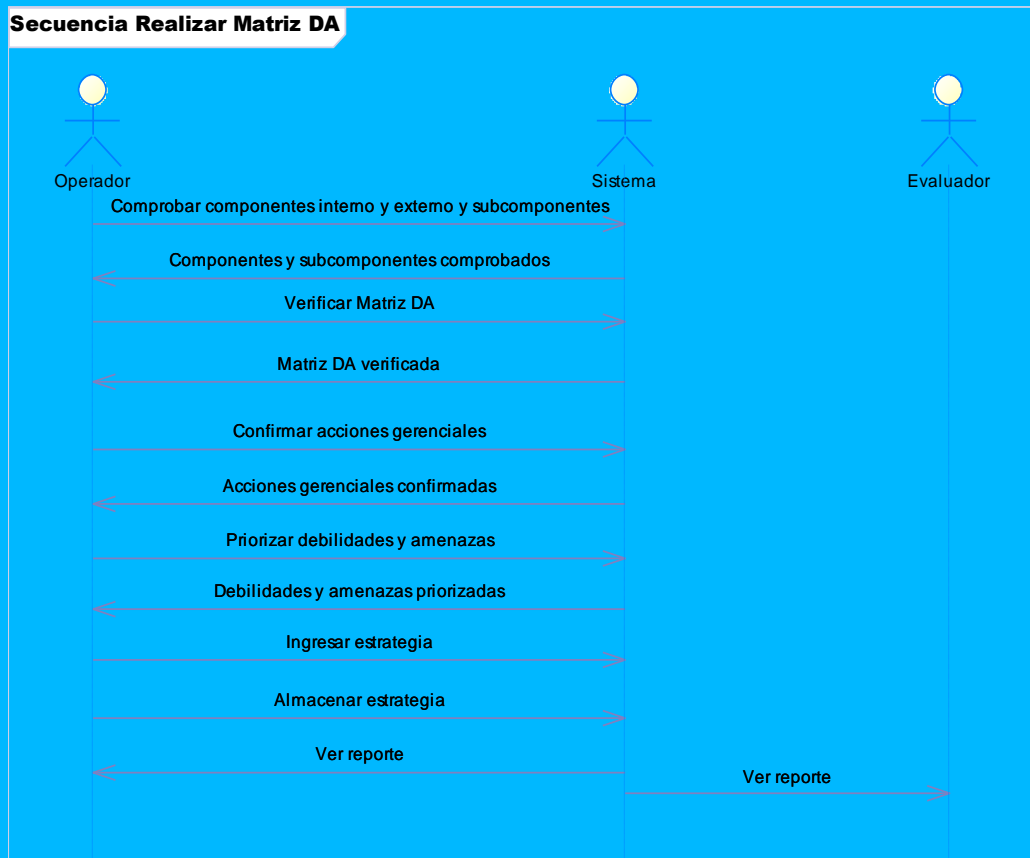 Secuencia Realizar Matriz DA
Operador
Sistema
Evaluador
Comprobar componentes interno y externo y subcomponentes
Componentes y subcomponentes comprobados
Verificar Matriz DA
Matriz DA verificada
Confirmar acciones gerenciales
Acciones gerenciales confirmadas
Priorizar debilidades y amenazas
Debilidades y amenazas priorizadas
Ingresar estrategia
Almacenar estrategia
Ver reporte
Ver reporte